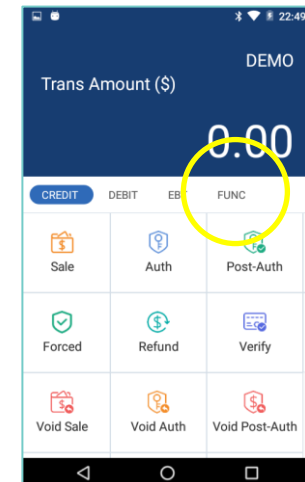 22:49
DEMO
Trans Amount ($)
0.00
CREDIT DEBIT EBT FUNC
Sale Auth Post-Auth
Forced Refund Verify
Void Sale Void Auth Void Post-Auth